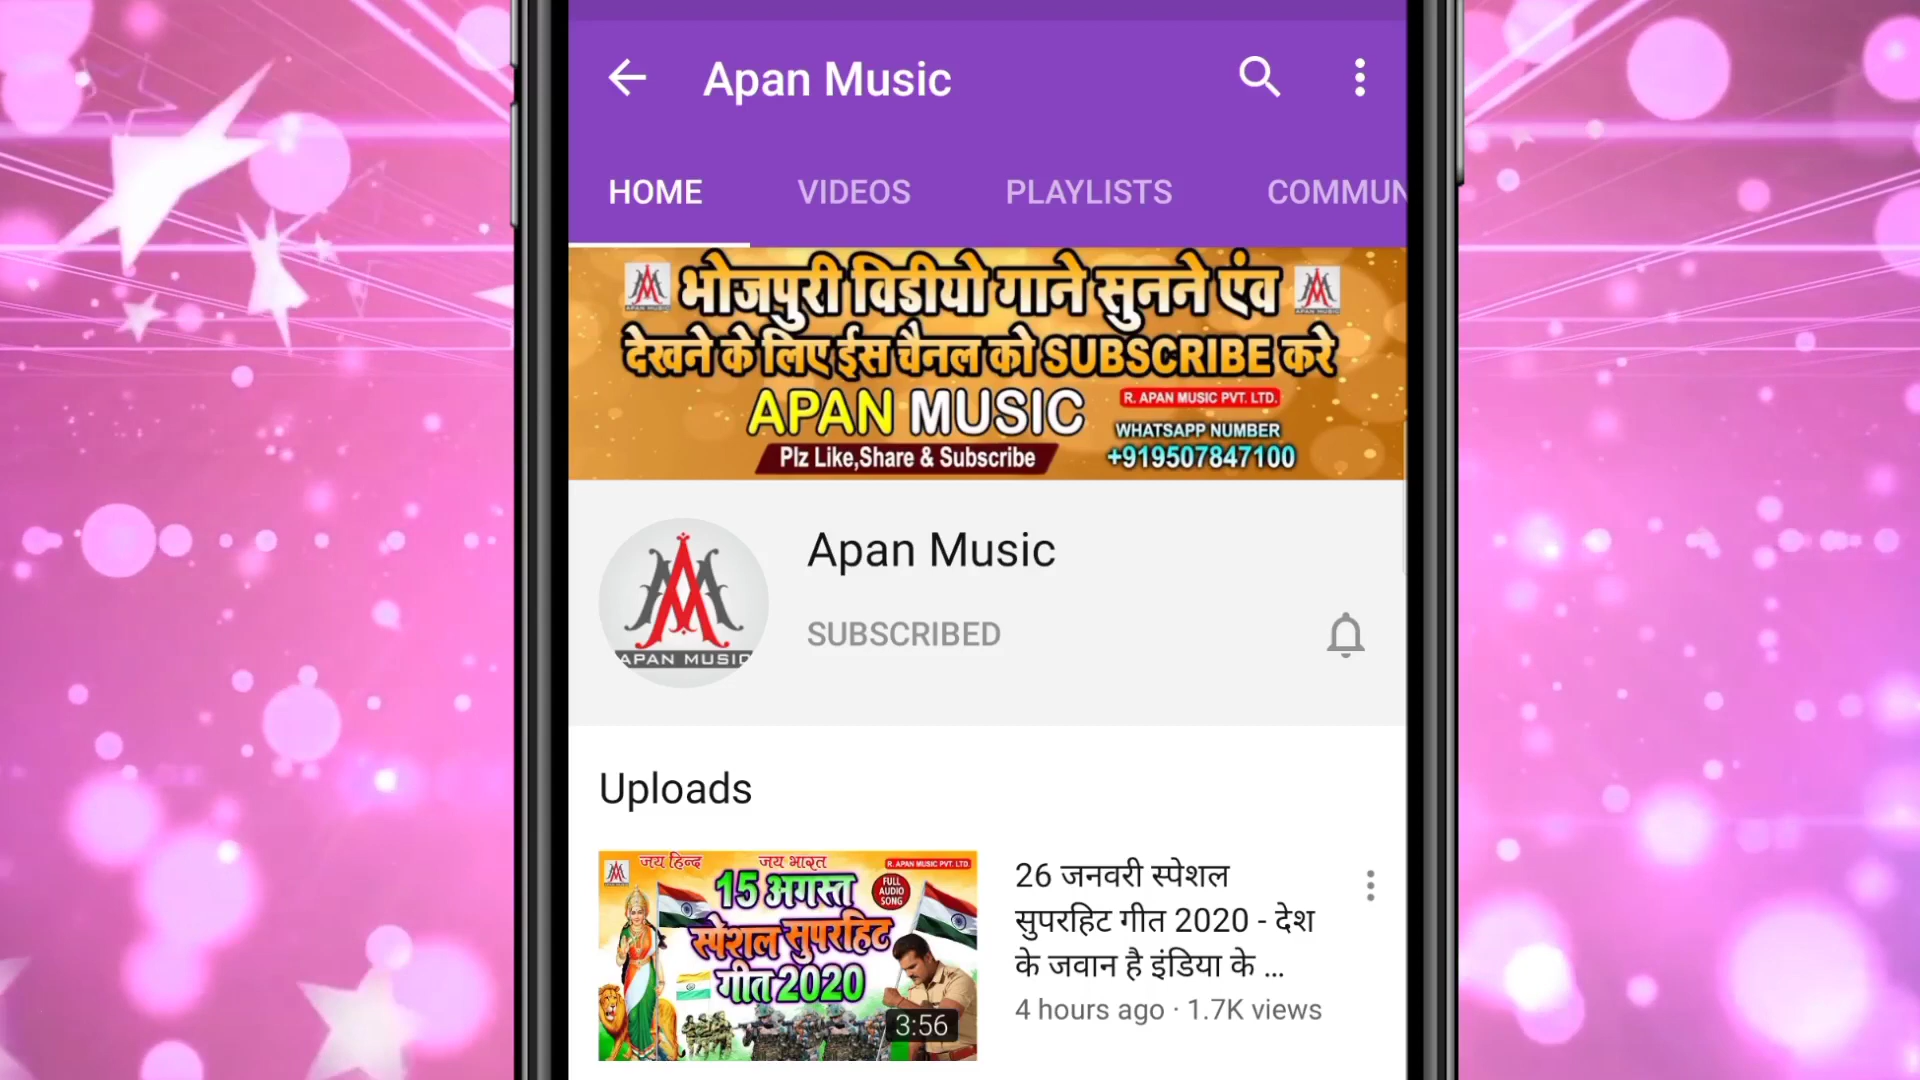 Apan Music
HOME VIDEOS PLAYLISTS COMMUN
भोजपुरी विडीयो गाने सुनने एंव
देखने के लिए ईस चैनल को SUBSCRIBE करे
APAN MUSIC
R. APAN MUSIC PVT. LTD.
WHATSAPP NUMBER
Plz Like,Share & Subscribe
+919507847100
Apan Music
APAN MUSIC
SUBSCRIBED
Uploads
जय हिन्द जय भारत R. APAN MUSIC PVT. LTD
15 अगस्त
FULL
AUDIO
SONG
स्पेशल सुपरहिट
गीत 2020
3:56
26 जनवरी स्पेशल
सुपरहिट गीत 2020 - देश
के जवान है इंडिया के ...
4 hours ago · 1.7K views